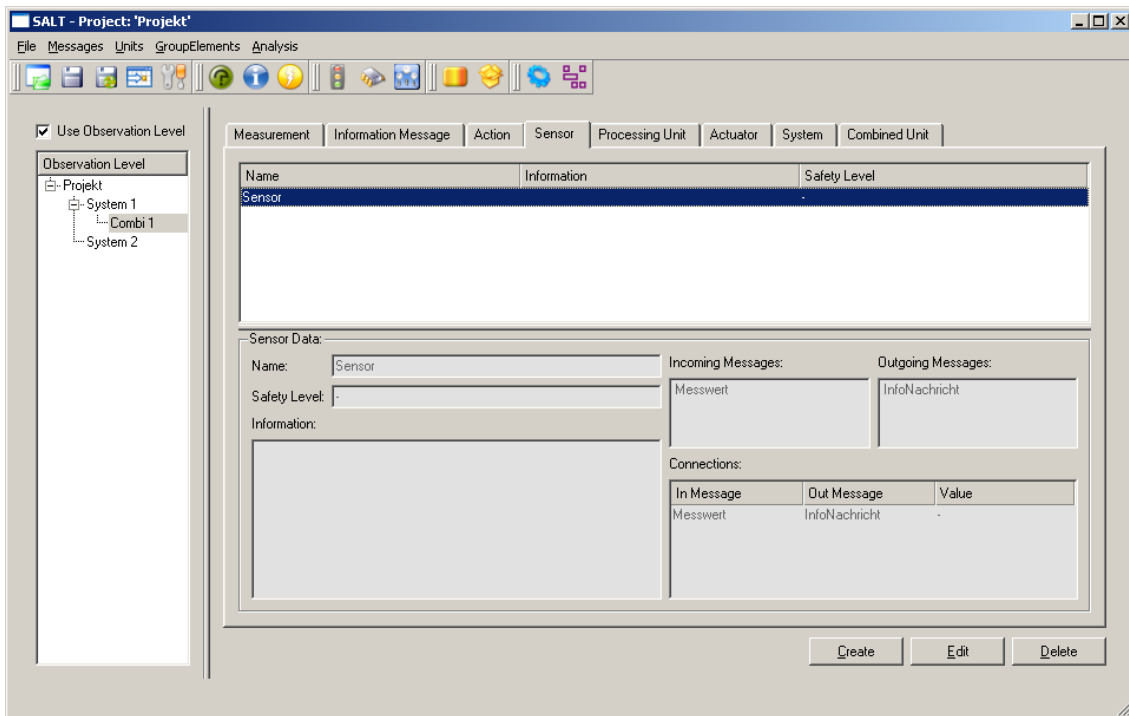 SALT - Project: 'Projekt'
File Messages Units GroupElements Analysis
Use Observation Level
Observation Level
Projekt
System 1
Combi 1
System 2
Measurement Information Message Action Sensor Processing Unit Actuator System Combined Unit
Name Information Safety Level
Sensor -
Sensor Data:
Name: Sensor
Safety Level: -
Information:
Incoming Messages: Outgoing Messages:
Messwert InfoNachricht
Connections:
In Message Out Message Value
Messwert InfoNachricht -
Create Edit Delete